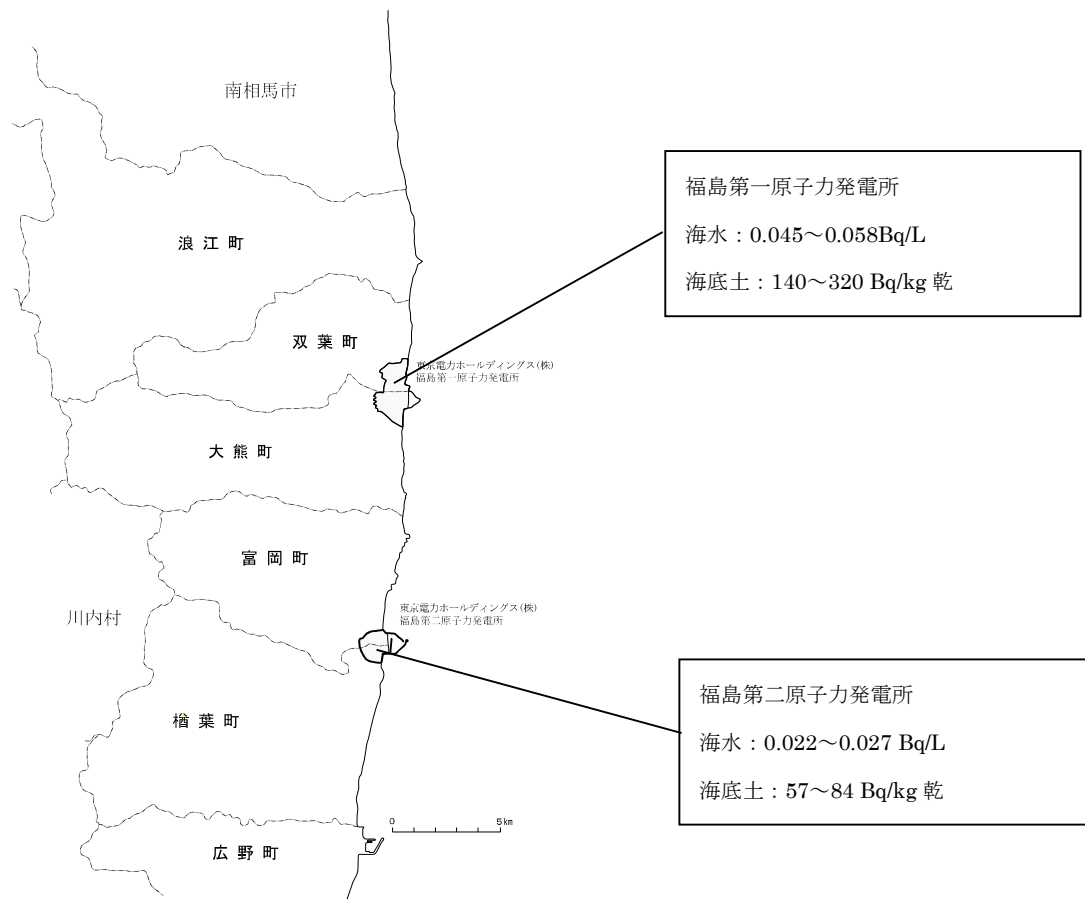 南相馬市
福島第一原子力発電所
海水：0.045～0.058Bq/L
海底土：140～320 Bq/kg 乾
浪江町
双葉町
東京電力ホールディングス(株)
福島第一原子力発電所
大熊町
富岡町
川内村
東京電力ホールディングス(株)
福島第二原子力発電所
福島第二原子力発電所
海水：0.022～0.027 Bq/L
海底土：57～84 Bq/kg 乾
楢葉町
0 5km
広野町